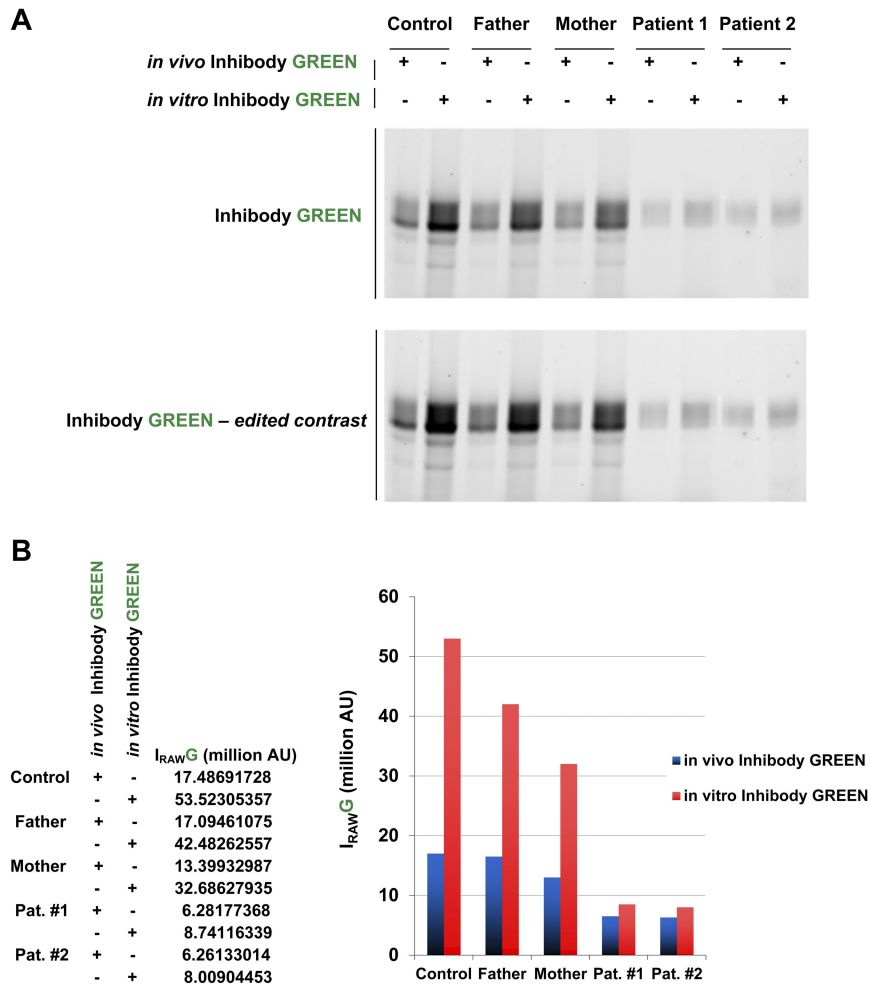 A
Control Father Mother Patient 1 Patient 2
in vivo Inhibody GREEN + - + - + - + - + -
in vitro Inhibody GREEN - + - + - + - + - +
Inhibody GREEN
Inhibody GREEN – edited contrast
B
in vivo Inhibody GREEN
in vitro Inhibody GREEN
IRAWG (million AU)
Control + - 17.48691728
- + 53.52305357
Father + - 17.09461075
- + 42.48262557
Mother + - 13.39932987
- + 32.68627935
Pat. #1 + - 6.28177368
- + 8.74116339
Pat. #2 + - 6.26133014
- + 8.00904453
IRAWG (million AU)
60
50
40
30
20
10
0
Control Father Mother Pat. #1 Pat. #2
in vivo Inhibody GREEN
in vitro Inhibody GREEN